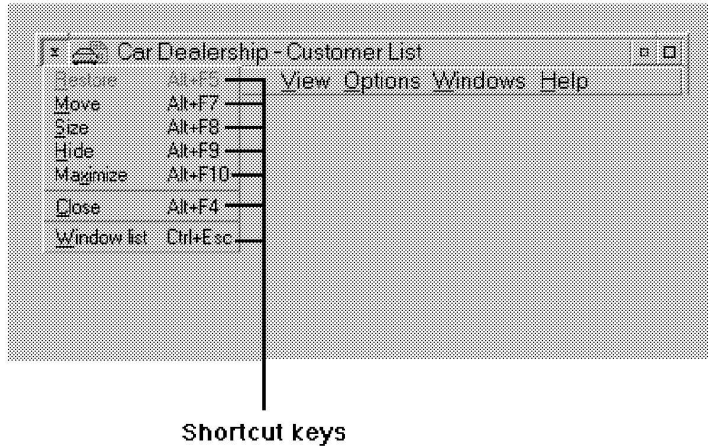 Car Dealership - Customer List
View Options Windows Help
Restore Alt+F5
Move Alt+F7
Size Alt+F8
Hide Alt+F9
Maximize Alt+F10
Close Alt+F4
Window list Ctrl+Esc
Shortcut keys